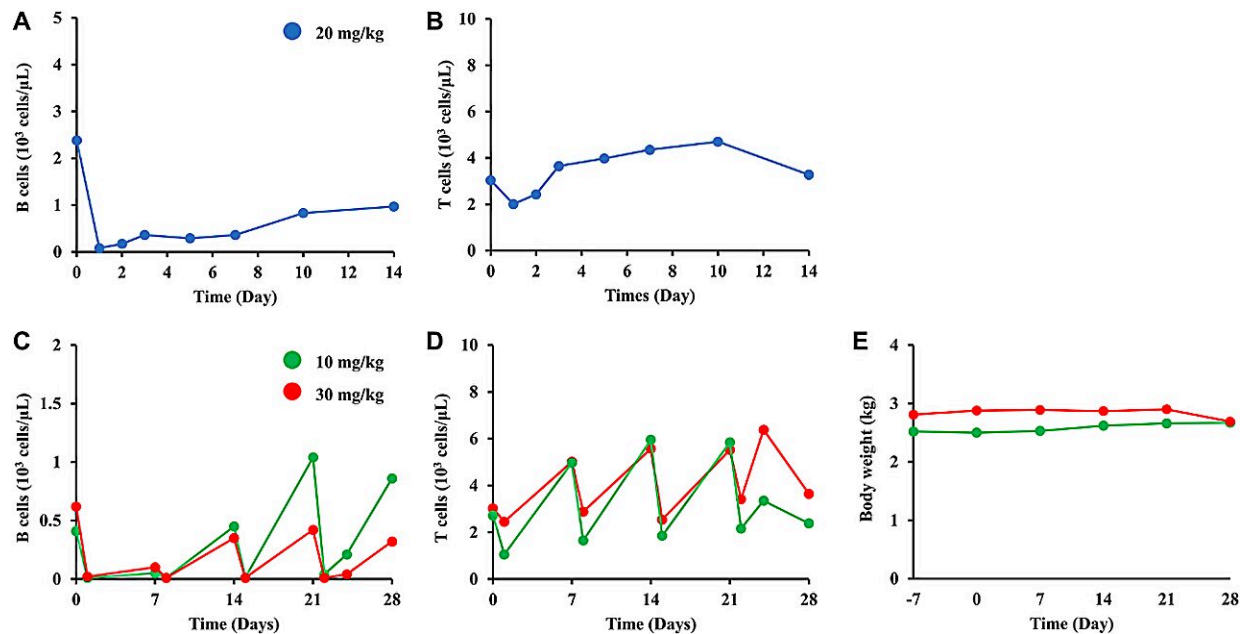 A
B cells (10³ cells/µL)
5
4
3
2
1
0
20 mg/kg
0 2 4 6 8 10 12 14
Time (Day)
B
T cells (10³ cells/µL)
10
8
6
4
2
0
0 2 4 6 8 10 12 14
Times (Day)
C
B cells (10³ cells/µL)
2
1.5
1
0.5
0
10 mg/kg
30 mg/kg
0 7 14 21 28
Time (Days)
D
T cells (10³ cells/µL)
10
8
6
4
2
0
0 7 14 21 28
Time (Days)
E
Body weight (kg)
4
3
2
1
0
-7 0 7 14 21 28
Time (Day)